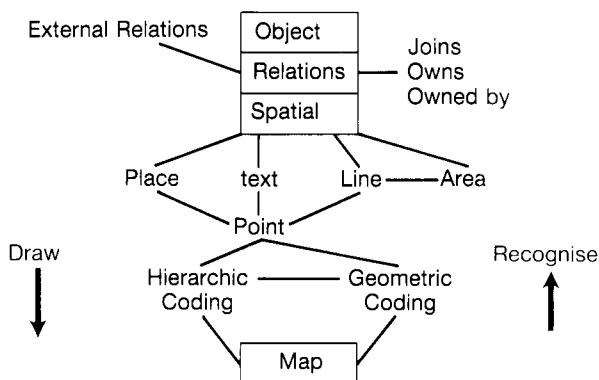 External Relations
Object
Relations
Spatial
Joins
Owns
Owned by
Place
text
Line
Area
Point
Draw
Recognise
Hierarchic
Coding
Geometric
Coding
Map